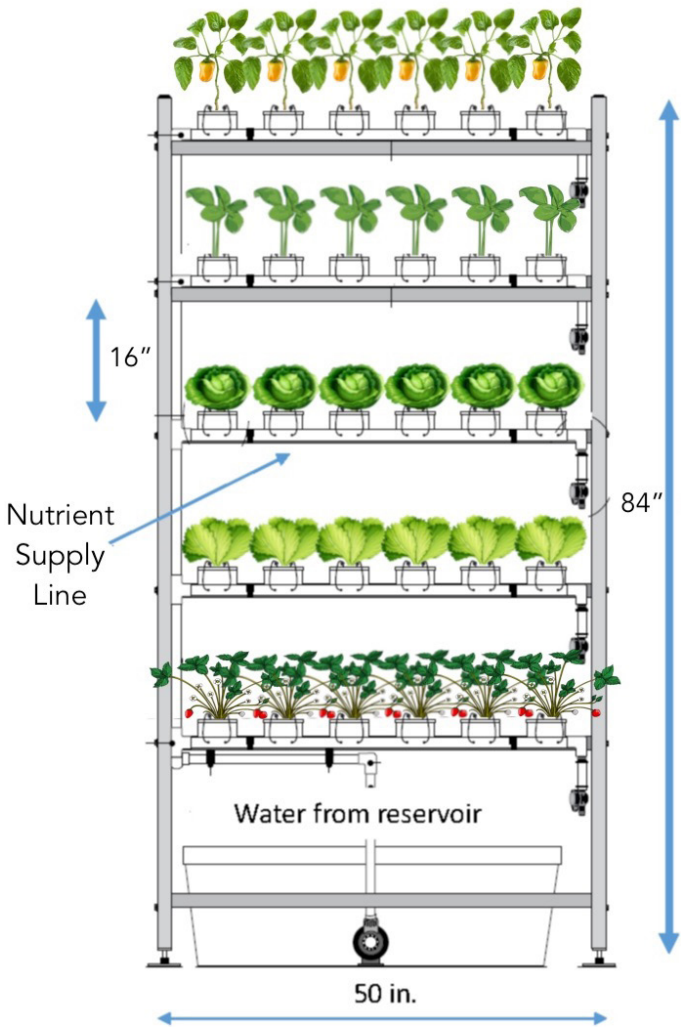 16”
Nutrient
Supply
Line
84”
Water from reservoir
50 in.